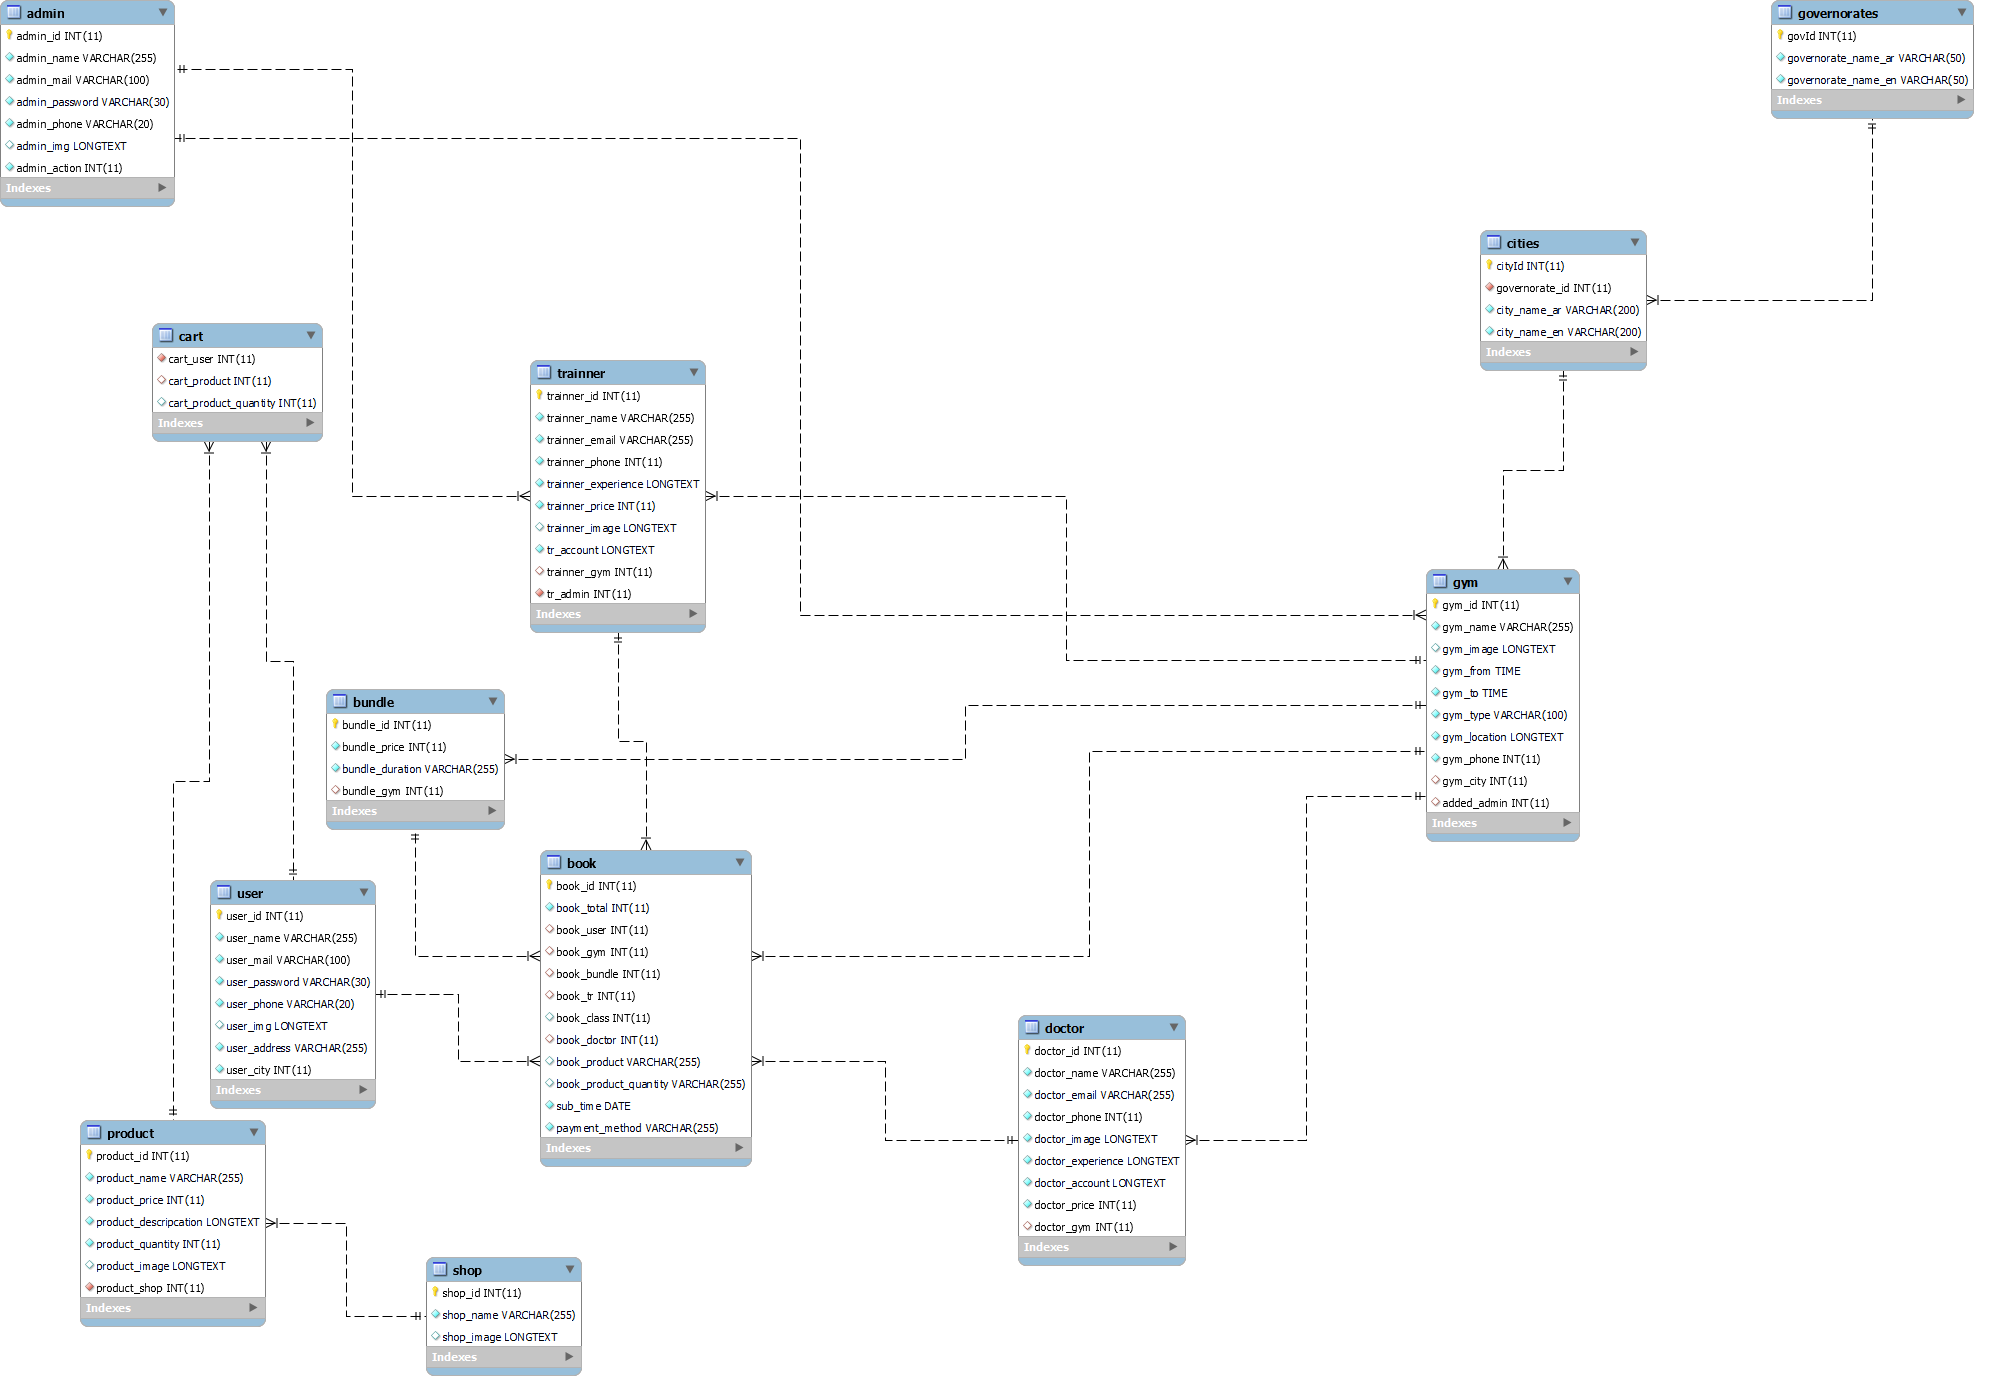 admin
admin_id INT(11)
admin_name VARCHAR(255)
admin_mail VARCHAR(100)
admin_password VARCHAR(30)
admin_phone VARCHAR(20)
admin_img LONGTEXT
admin_action INT(11)
Indexes
governorates
govId INT(11)
governorate_name_ar VARCHAR(50)
governorate_name_en VARCHAR(50)
Indexes
cities
cityId INT(11)
governorate_id INT(11)
city_name_ar VARCHAR(200)
city_name_en VARCHAR(200)
Indexes
cart
cart_user INT(11)
cart_product INT(11)
cart_product_quantity INT(11)
Indexes
trainner
trainner_id INT(11)
trainner_name VARCHAR(255)
trainner_email VARCHAR(255)
trainner_phone INT(11)
trainner_experience LONGTEXT
trainner_price INT(11)
trainner_image LONGTEXT
tr_account LONGTEXT
trainner_gym INT(11)
tr_admin INT(11)
Indexes
gym
gym_id INT(11)
gym_name VARCHAR(255)
gym_image LONGTEXT
gym_from TIME
gym_to TIME
gym_type VARCHAR(100)
gym_location LONGTEXT
gym_phone INT(11)
gym_city INT(11)
added_admin INT(11)
Indexes
bundle
bundle_id INT(11)
bundle_price INT(11)
bundle_duration VARCHAR(255)
bundle_gym INT(11)
Indexes
book
book_id INT(11)
book_total INT(11)
book_user INT(11)
book_gym INT(11)
book_bundle INT(11)
book_tr INT(11)
book_class INT(11)
book_doctor INT(11)
book_product VARCHAR(255)
book_product_quantity VARCHAR(255)
sub_time DATE
payment_method VARCHAR(255)
Indexes
user
user_id INT(11)
user_name VARCHAR(255)
user_mail VARCHAR(100)
user_password VARCHAR(30)
user_phone VARCHAR(20)
user_img LONGTEXT
user_address VARCHAR(255)
user_city INT(11)
Indexes
doctor
doctor_id INT(11)
doctor_name VARCHAR(255)
doctor_email VARCHAR(255)
doctor_phone INT(11)
doctor_image LONGTEXT
doctor_experience LONGTEXT
doctor_account LONGTEXT
doctor_price INT(11)
doctor_gym INT(11)
Indexes
product
product_id INT(11)
product_name VARCHAR(255)
product_price INT(11)
product_descripcation LONGTEXT
product_quantity INT(11)
product_image LONGTEXT
product_shop INT(11)
Indexes
shop
shop_id INT(11)
shop_name VARCHAR(255)
shop_image LONGTEXT
Indexes